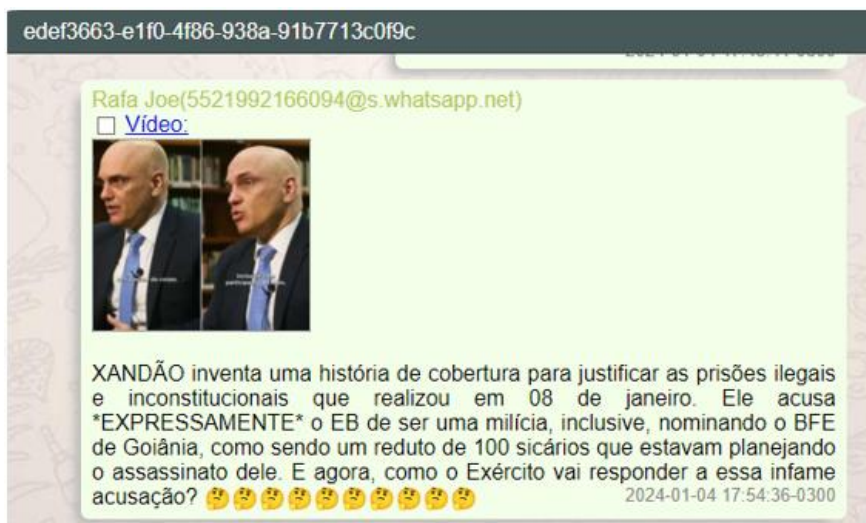 edef3663-e1f0-4f86-938a-91b7713c0f9c
Rafa Joe(5521992166094@s.whatsapp.net)
Vídeo:
XANDÃO inventa uma história de cobertura para justificar as prisões ilegais
e inconstitucionais que realizou em 08 de janeiro. Ele acusa
*EXPRESSAMENTE* o EB de ser uma milícia, inclusive, nominando o BFE
de Goiânia, como sendo um reduto de 100 sicários que estavam planejando
o assassinato dele. E agora, como o Exército vai responder a essa infame
acusação? 🤔🤔🤔🤔🤔🤔🤔🤔🤔🤔 2024-01-04 17:54:36-0300